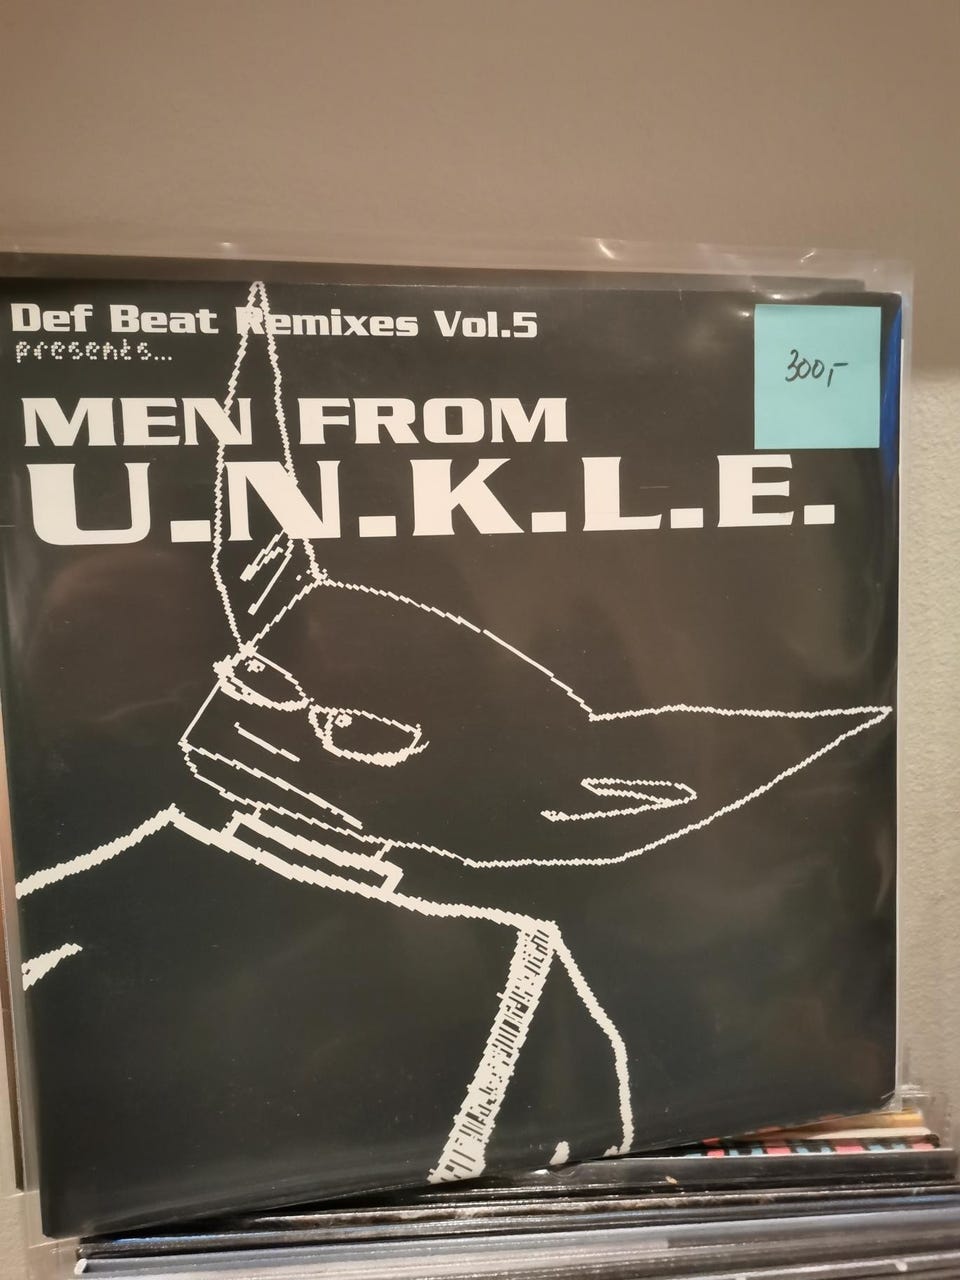 Def Beat Remixes Vol.5
presents...
300,-
MEN FROM
U.N.K.L.E.